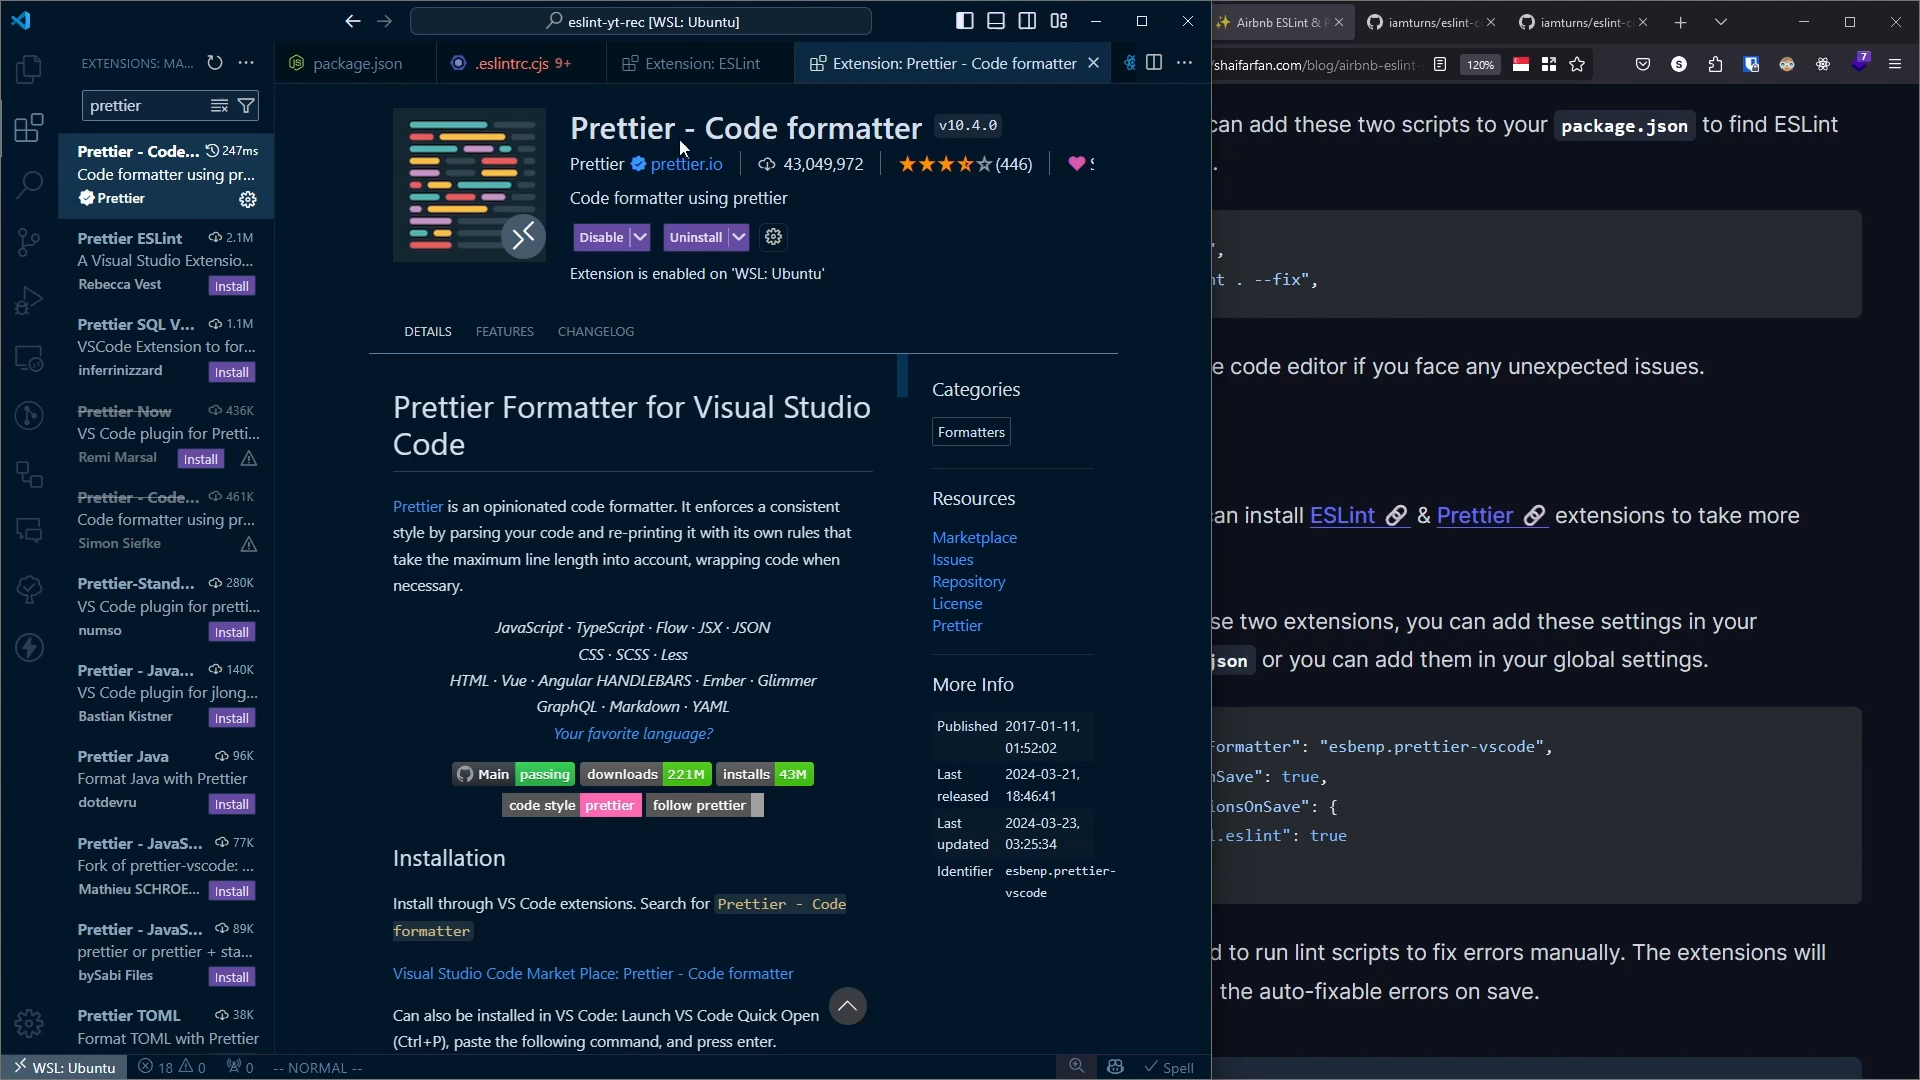 eslint-yt-rec [WSL: Ubuntu]
EXTENSIONS: MA...
prettier
Prettier - Code... 247ms
Code formatter using pr...
Prettier
Prettier ESLint 2.1M
A Visual Studio Extensio...
Rebecca Vest Install
Prettier SQL V... 1.1M
VSCode Extension to for...
inferrinizzard Install
Prettier Now 436K
VS Code plugin for Pretti...
Remi Marsal Install
Prettier - Code... 461K
Code formatter using pr...
Simon Siefke
Prettier-Stand... 280K
VS Code plugin for pretti...
numso Install
Prettier - Java... 140K
VS Code plugin for jlong...
Bastian Kistner Install
Prettier Java 96K
Format Java with Prettier
dotdevru Install
Prettier - JavaS... 77K
Fork of prettier-vscode: ...
Mathieu SCHROE... Install
Prettier - JavaS... 89K
prettier or prettier + sta...
bySabi Files Install
Prettier TOML 38K
Format TOML with Prettier
package.json .eslintrc.cjs 9+ Extension: ESLint Extension: Prettier - Code formatter
Prettier - Code formatter v10.4.0
Prettier prettier.io 43,049,972 (446)
Code formatter using prettier
Disable Uninstall
Extension is enabled on 'WSL: Ubuntu'
DETAILS FEATURES CHANGELOG
Prettier Formatter for Visual Studio
Code
Prettier is an opinionated code formatter. It enforces a consistent
style by parsing your code and re-printing it with its own rules that
take the maximum line length into account, wrapping code when
necessary.
JavaScript · TypeScript · Flow · JSX · JSON
CSS · SCSS · Less
HTML · Vue · Angular HANDLEBARS · Ember · Glimmer
GraphQL · Markdown · YAML
Your favorite language?
Main passing downloads 221M installs 43M
code style prettier follow prettier
Installation
Install through VS Code extensions. Search for Prettier - Code
formatter
Visual Studio Code Market Place: Prettier - Code formatter
Can also be installed in VS Code: Launch VS Code Quick Open
(Ctrl+P), paste the following command, and press enter.
Categories
Formatters
Resources
Marketplace
Issues
Repository
License
Prettier
More Info
Published 2017-01-11,
01:52:02
Last 2024-03-21,
released 18:46:41
Last 2024-03-23,
updated 03:25:34
Identifier esbenp.prettier-
vscode
WSL: Ubuntu 18 0 0 -- NORMAL -- Spell
Airbnb ESLint & P iamturns/eslint-c iamturns/eslint-c
/shaifarfan.com/blog/airbnb-eslint- 120% S 7
can add these two scripts to your package.json to find ESLint
.
",
nt . --fix",
e code editor if you face any unexpected issues.
can install ESLint & Prettier extensions to take more
se two extensions, you can add these settings in your
json or you can add them in your global settings.
Formatter": "esbenp.prettier-vscode",
nSave": true,
ionsOnSave": {
l.eslint": true
d to run lint scripts to fix errors manually. The extensions will
the auto-fixable errors on save.